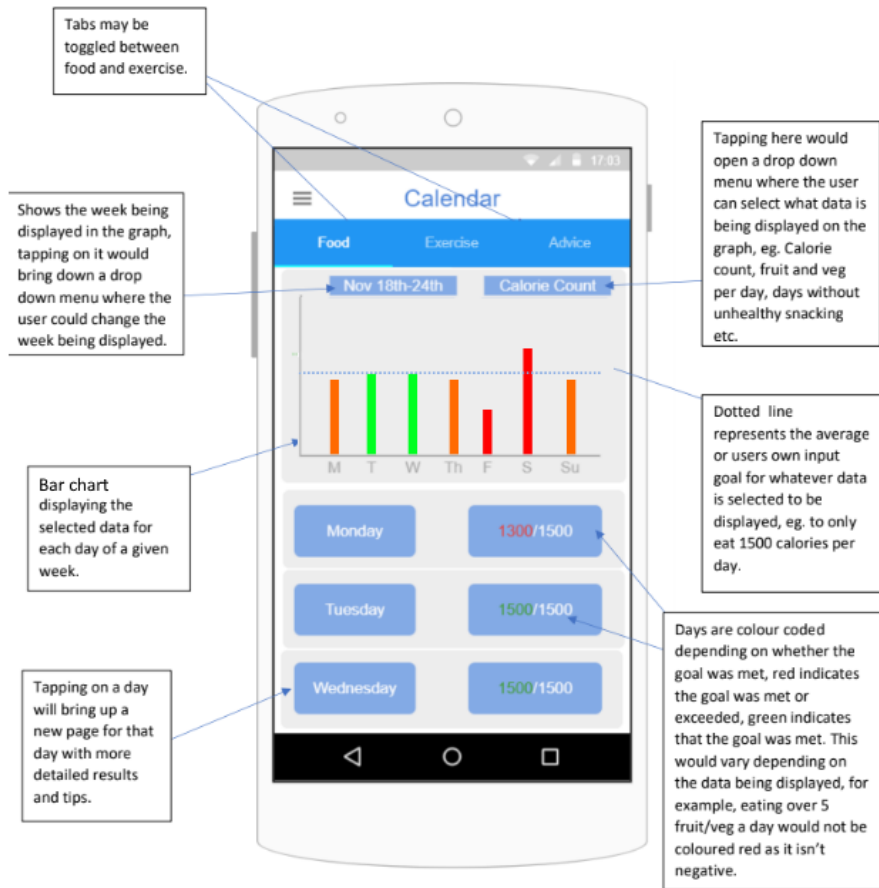 Tabs may be
toggled between
food and exercise.
Tapping here would
open a drop down
menu where the user
can select what data is
being displayed on the
graph, eg. Calorie
count, fruit and veg
per day, days without
unhealthy snacking
etc.
Shows the week being
displayed in the graph,
tapping on it would
bring down a drop
down menu where the
user could change the
week being displayed.
17:03
Calendar
Food Exercise Advice
Nov 18th-24th Calorie Count
M T W Th F S Su
Dotted line
represents the average
or users own input
goal for whatever data
is selected to be
displayed, eg. to only
eat 1500 calories per
day.
Bar chart
displaying the
selected data for
each day of a given
week.
Monday 1300/1500
Tuesday 1500/1500
Wednesday 1500/1500
Days are colour coded
depending on whether the
goal was met, red indicates
the goal was met or
exceeded, green indicates
that the goal was met. This
would vary depending on
the data being displayed, for
example, eating over 5
fruit/veg a day would not be
coloured red as it isn't
negative.
Tapping on a day
will bring up a
new page for that
day with more
detailed results
and tips.